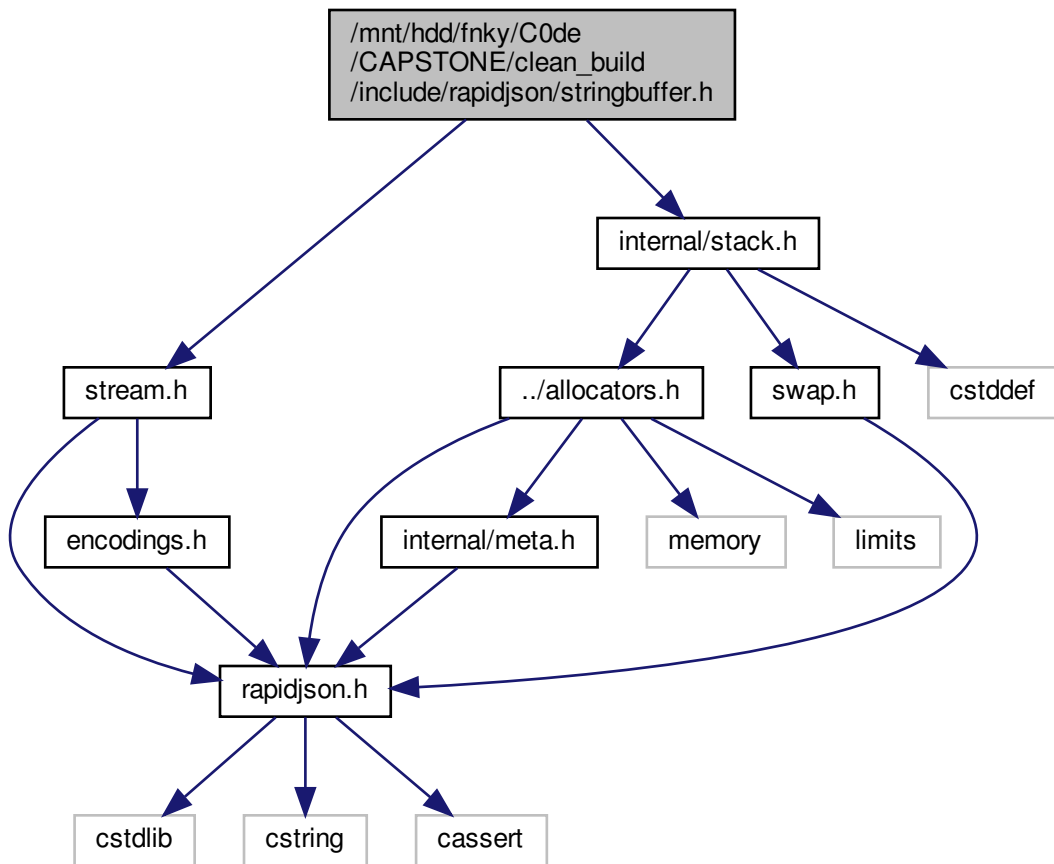 /mnt/hdd/fnky/C0de
/CAPSTONE/clean_build
/include/rapidjson/stringbuffer.h
internal/stack.h
stream.h
../allocators.h
swap.h
cstddef
encodings.h
internal/meta.h
memory
limits
rapidjson.h
cstdlib
cstring
cassert